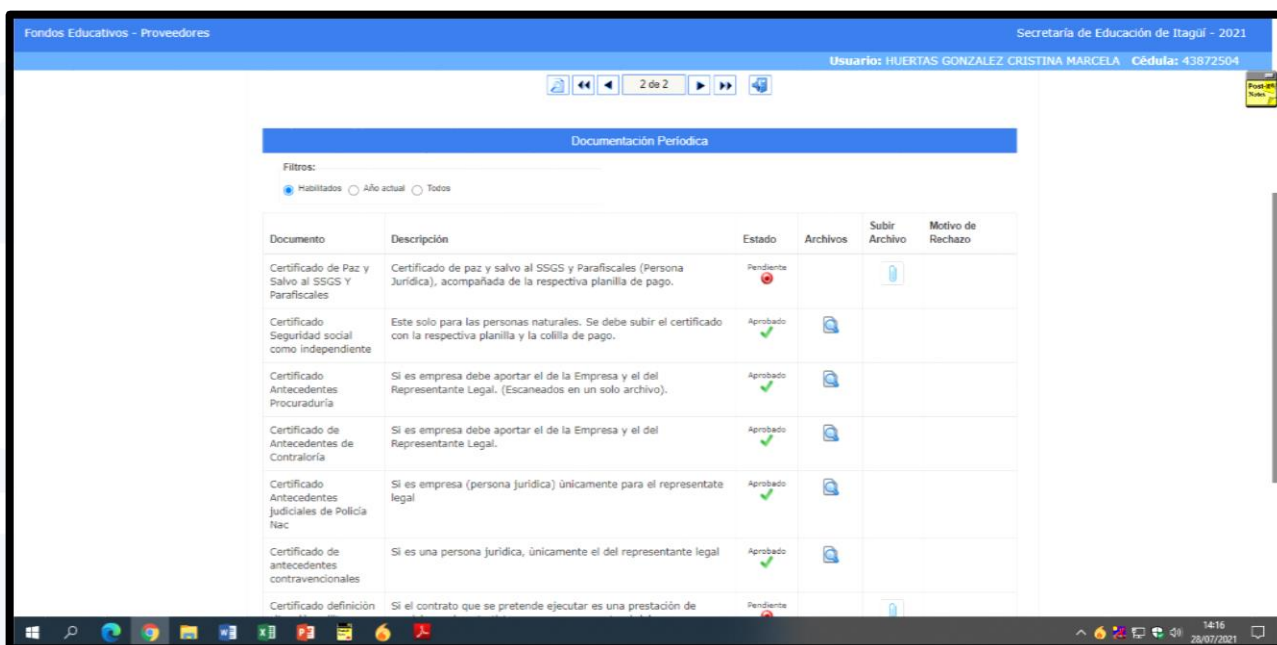 Fondos Educativos - Proveedores
Secretaría de Educación de Itagüí - 2021
Usuario: HUERTAS GONZALEZ CRISTINA MARCELA Cédula: 43872504
2 de 2
Post-it®
Notes
Documentación Períodica
Filtros:
Habilitados Año actual Todos
Documento Descripción Estado Archivos Subir Archivo Motivo de Rechazo
Certificado de Paz y
Salvo al SSGS Y
Parafiscales
Certificado de paz y salvo al SSGS y Parafiscales (Persona
Jurídica), acompañada de la respectiva planilla de pago.
Pendiente
Certificado
Seguridad social
como independiente
Este solo para las personas naturales. Se debe subir el certificado
con la respectiva planilla y la colilla de pago.
Aprobado
Certificado
Antecedentes
Procuraduría
Si es empresa debe aportar el de la Empresa y el del
Representante Legal. (Escaneados en un solo archivo).
Aprobado
Certificado de
Antecedentes de
Contraloría
Si es empresa debe aportar el de la Empresa y el del
Representante Legal.
Aprobado
Certificado
Antecedentes
judiciales de Policía
Nac
Si es empresa (persona jurídica) únicamente para el representate
legal
Aprobado
Certificado de
antecedentes
contravencionales
Si es una persona jurídica, únicamente el del representante legal
Aprobado
Certificado definición
Si el contrato que se pretende ejecutar es una prestación de
Pendiente
14:16
28/07/2021